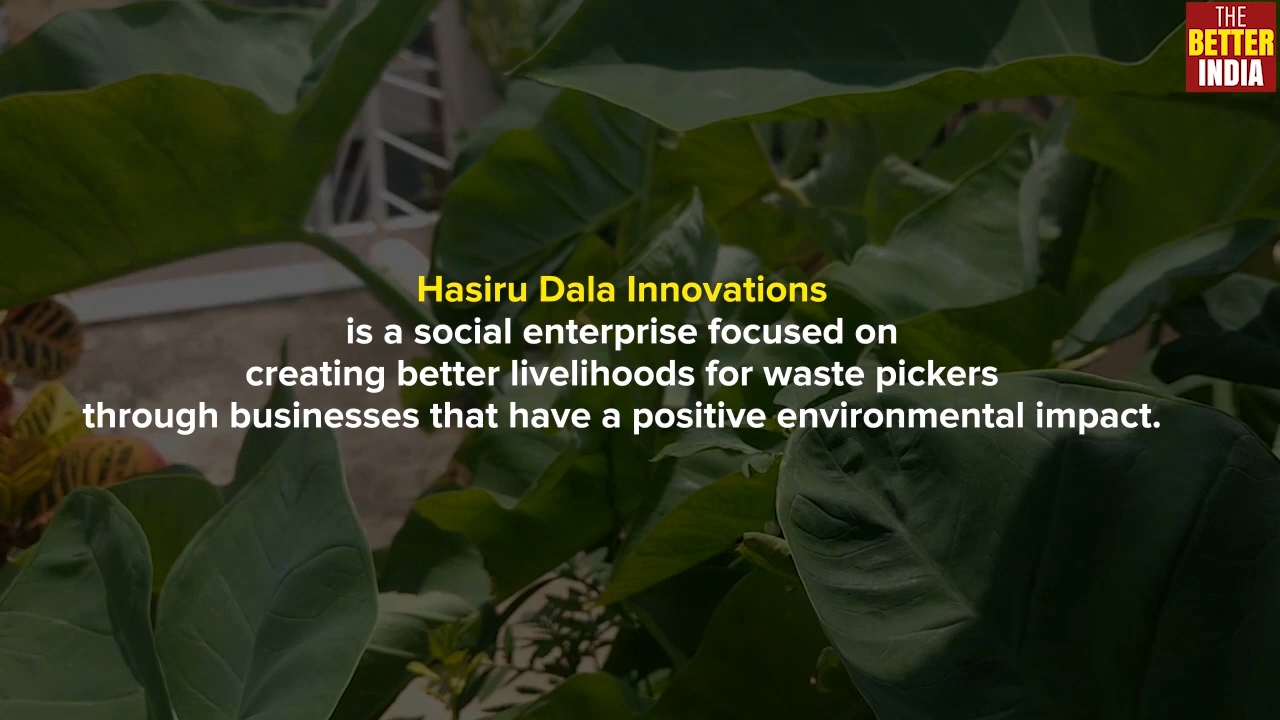 THE
BETTER
INDIA
Hasiru Dala Innovations
is a social enterprise focused on
creating better livelihoods for waste pickers
through businesses that have a positive environmental impact.